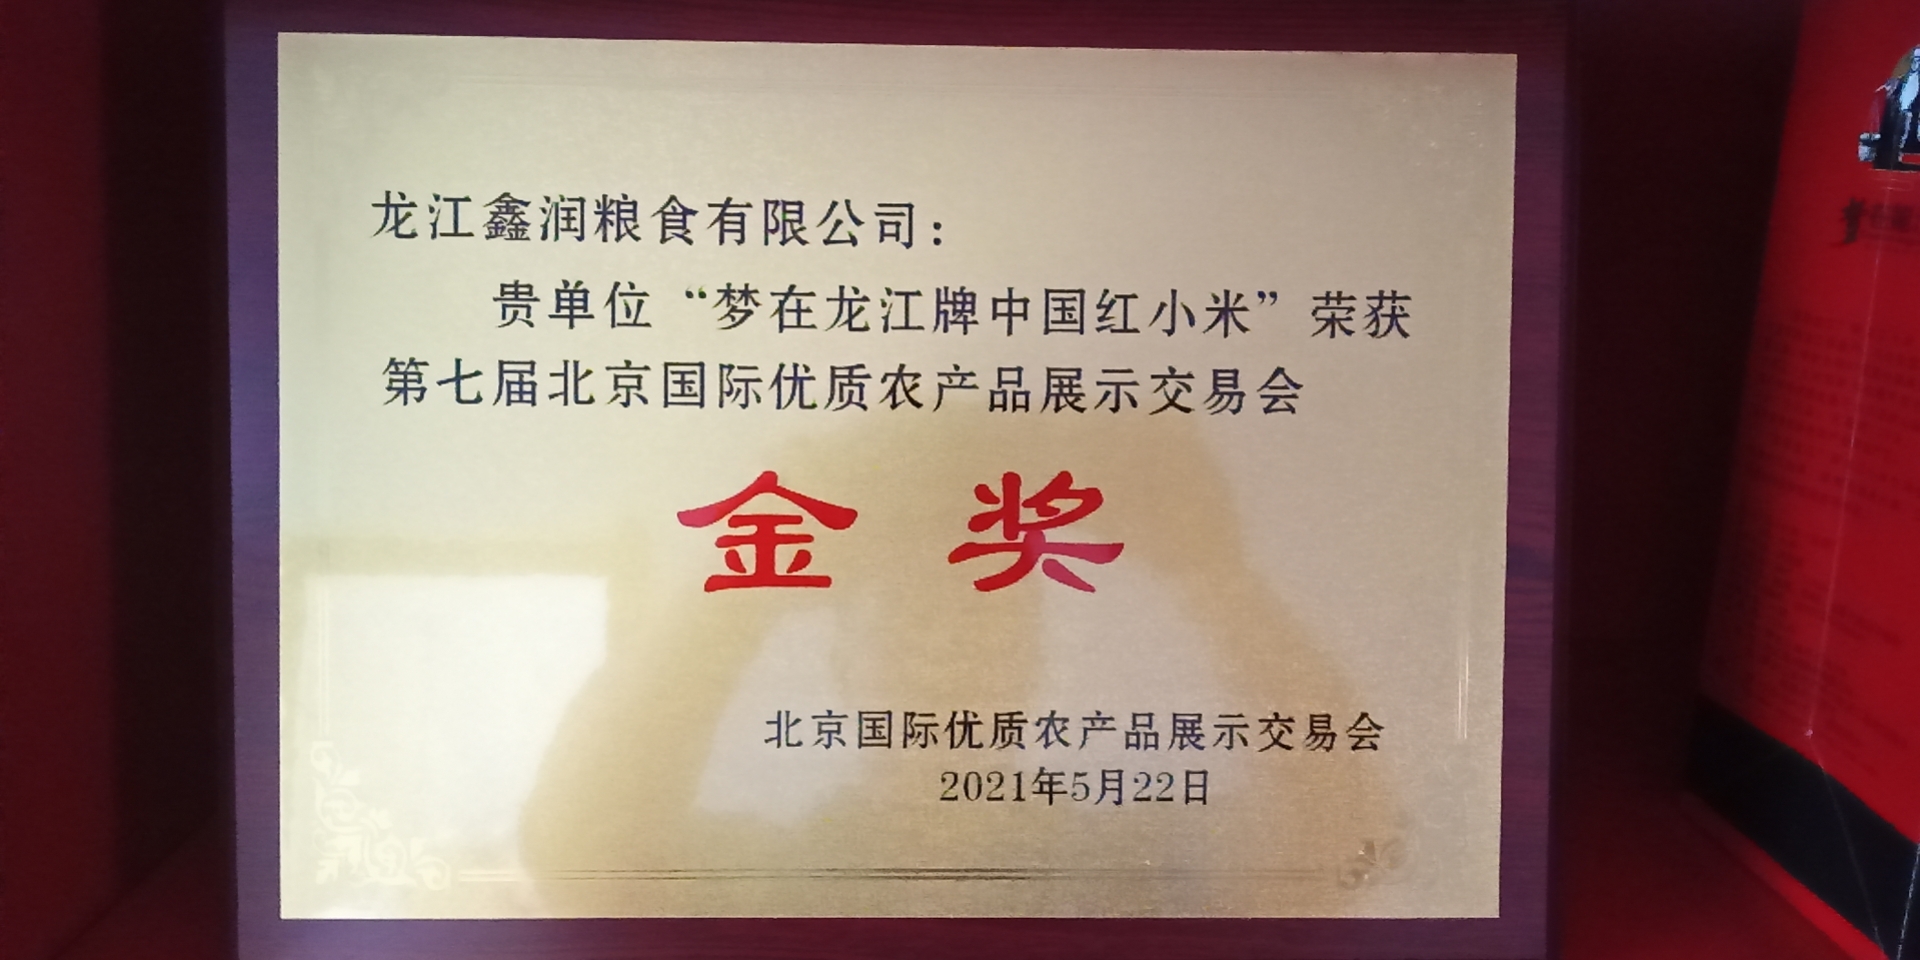 龙江鑫润粮食有限公司：
贵单位“梦在龙江牌中国红小米”荣获
第七届北京国际优质农产品展示交易会
金奖
北京国际优质农产品展示交易会
2021年5月22日